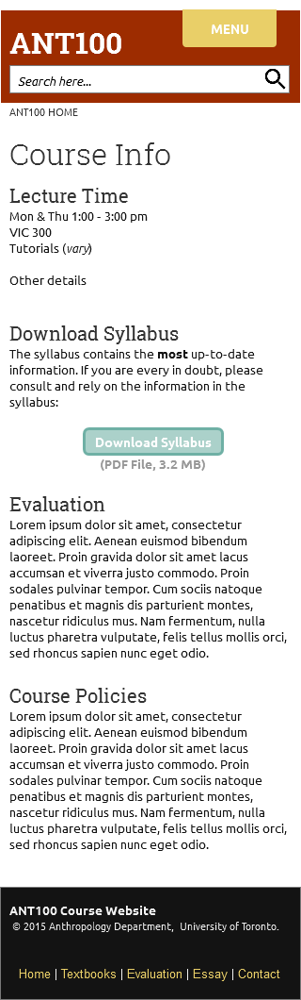 MENU
ANT100
Search here...
ANT100 HOME
Course Info
Lecture Time
Mon & Thu 1:00 - 3:00 pm
VIC 300
Tutorials (vary)
Other details
Download Syllabus
The syllabus contains the most up-to-date
information. If you are every in doubt, please
consult and rely on the information in the
syllabus:
Download Syllabus
(PDF File, 3.2 MB)
Evaluation
Lorem ipsum dolor sit amet, consectetur
adipiscing elit. Aenean euismod bibendum
laoreet. Proin gravida dolor sit amet lacus
accumsan et viverra justo commodo. Proin
sodales pulvinar tempor. Cum sociis natoque
penatibus et magnis dis parturient montes,
nascetur ridiculus mus. Nam fermentum, nulla
luctus pharetra vulputate, felis tellus mollis orci,
sed rhoncus sapien nunc eget odio.
Course Policies
Lorem ipsum dolor sit amet, consectetur
adipiscing elit. Aenean euismod bibendum
laoreet. Proin gravida dolor sit amet lacus
accumsan et viverra justo commodo. Proin
sodales pulvinar tempor. Cum sociis natoque
penatibus et magnis dis parturient montes,
nascetur ridiculus mus. Nam fermentum, nulla
luctus pharetra vulputate, felis tellus mollis orci,
sed rhoncus sapien nunc eget odio.
ANT100 Course Website
© 2015 Anthropology Department, University of Toronto.
Home | Textbooks | Evaluation | Essay | Contact